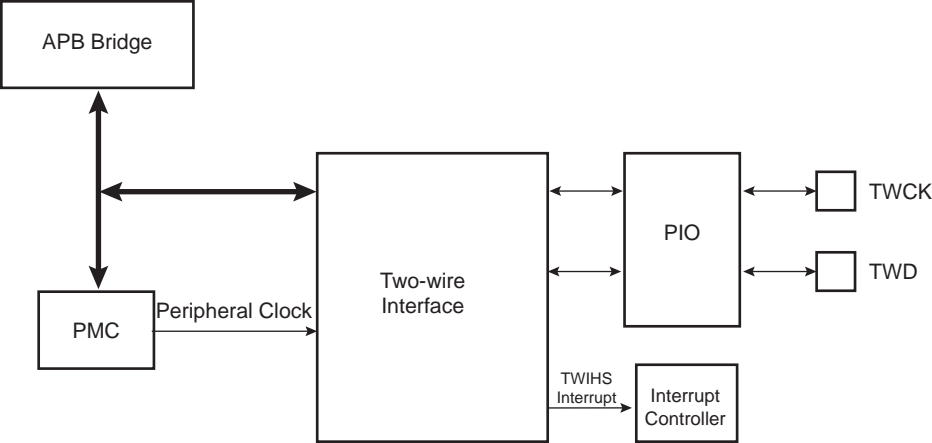 APB Bridge
TWCK
PIO
TWD
Two-wire
Interface
Peripheral Clock
PMC
TWIHS
Interrupt
Interrupt
Controller